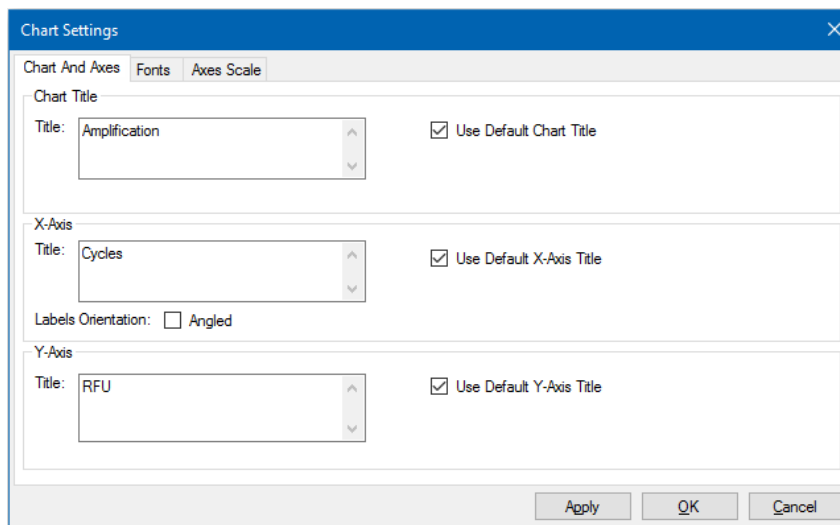 Chart Settings
Chart And Axes Fonts Axes Scale
Chart Title
Title: Amplification Use Default Chart Title
X-Axis
Title: Cycles Use Default X-Axis Title
Labels Orientation: Angled
Y-Axis
Title: RFU Use Default Y-Axis Title
Apply OK Cancel